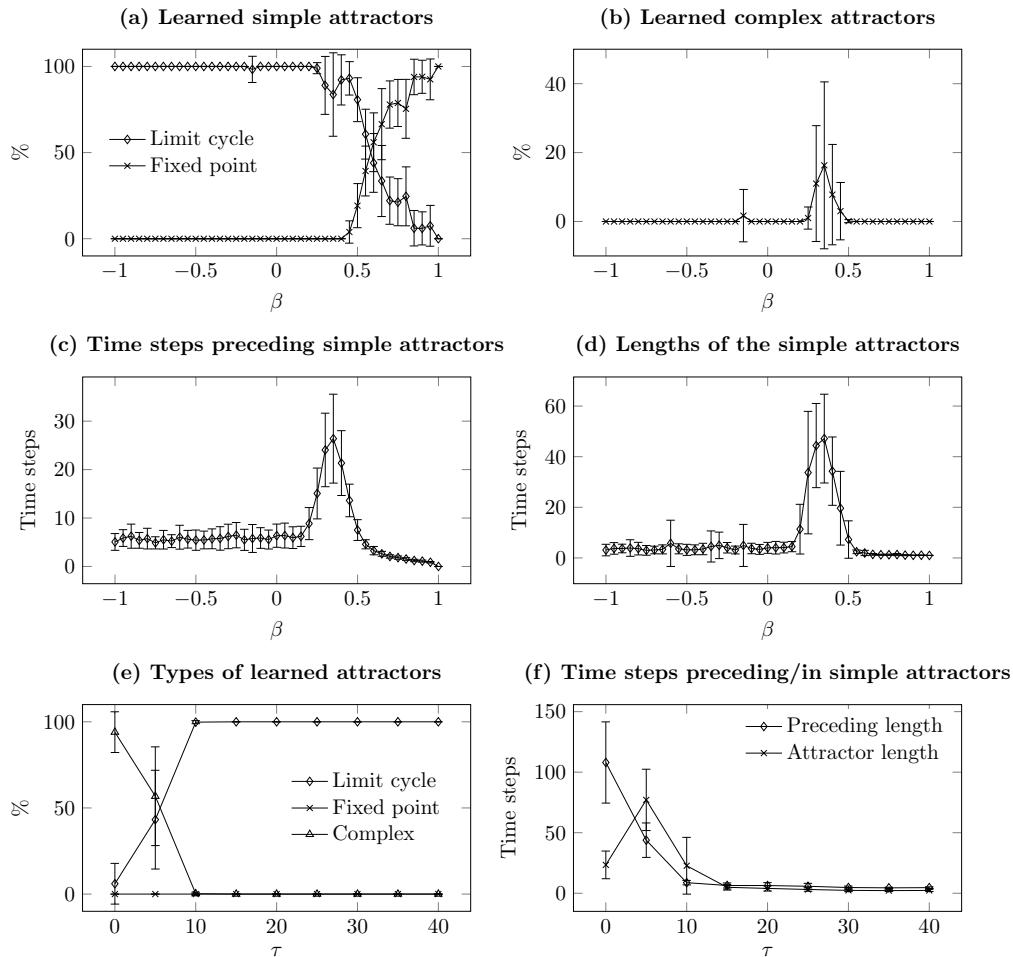 (a) Learned simple attractors
100
50
0
%
Limit cycle
Fixed point
−1 −0.5 0 0.5 1
β
(b) Learned complex attractors
40
20
0
%
−1 −0.5 0 0.5 1
β
(c) Time steps preceding simple attractors
30
20
10
0
Time steps
−1 −0.5 0 0.5 1
β
(d) Lengths of the simple attractors
60
40
20
0
Time steps
−1 −0.5 0 0.5 1
β
(e) Types of learned attractors
100
50
0
%
Limit cycle
Fixed point
Complex
0 10 20 30 40
τ
(f) Time steps preceding/in simple attractors
150
100
50
0
Time steps
Preceding length
Attractor length
0 10 20 30 40
τ